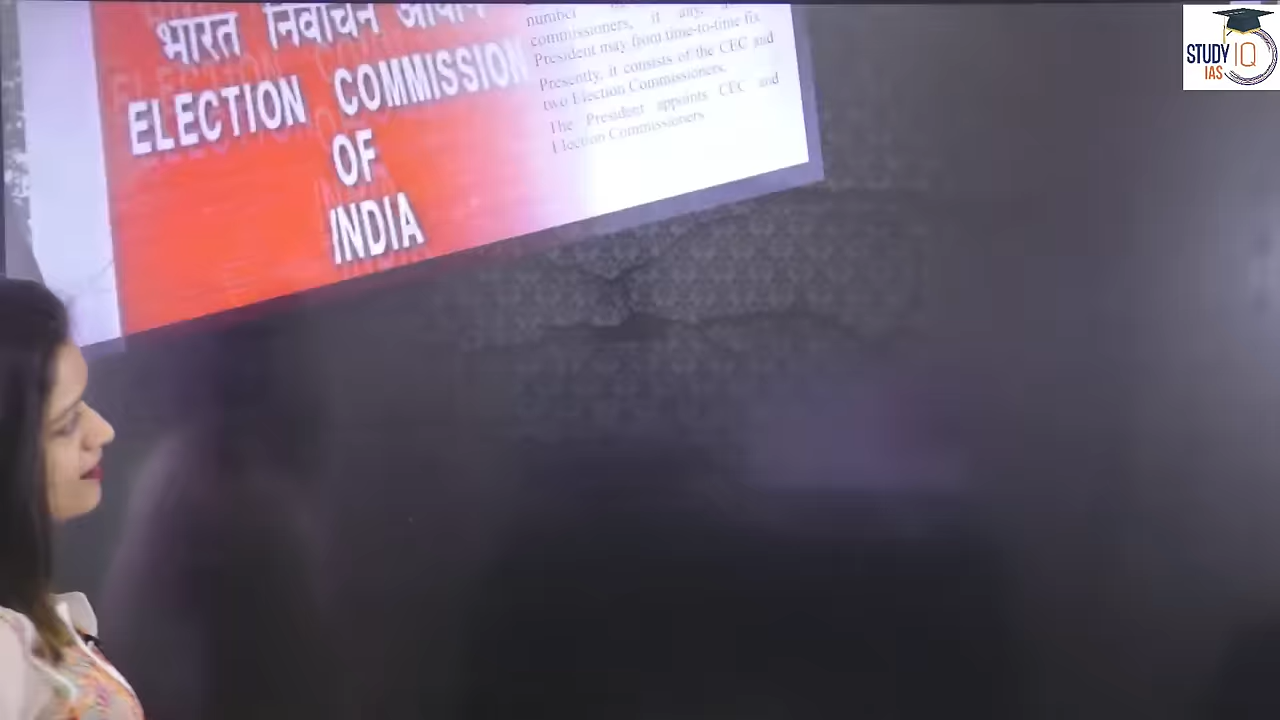 भारत निर्वाचन आयोग
ELECTION COMMISSION
OF
INDIA
number
commissioners, if any,
President may from time-to-time fix
Presently, it consists of the CEC and
two Election Commissioners.
The President appoints CEC and
Election Commissioners
STUDY IQ
IAS